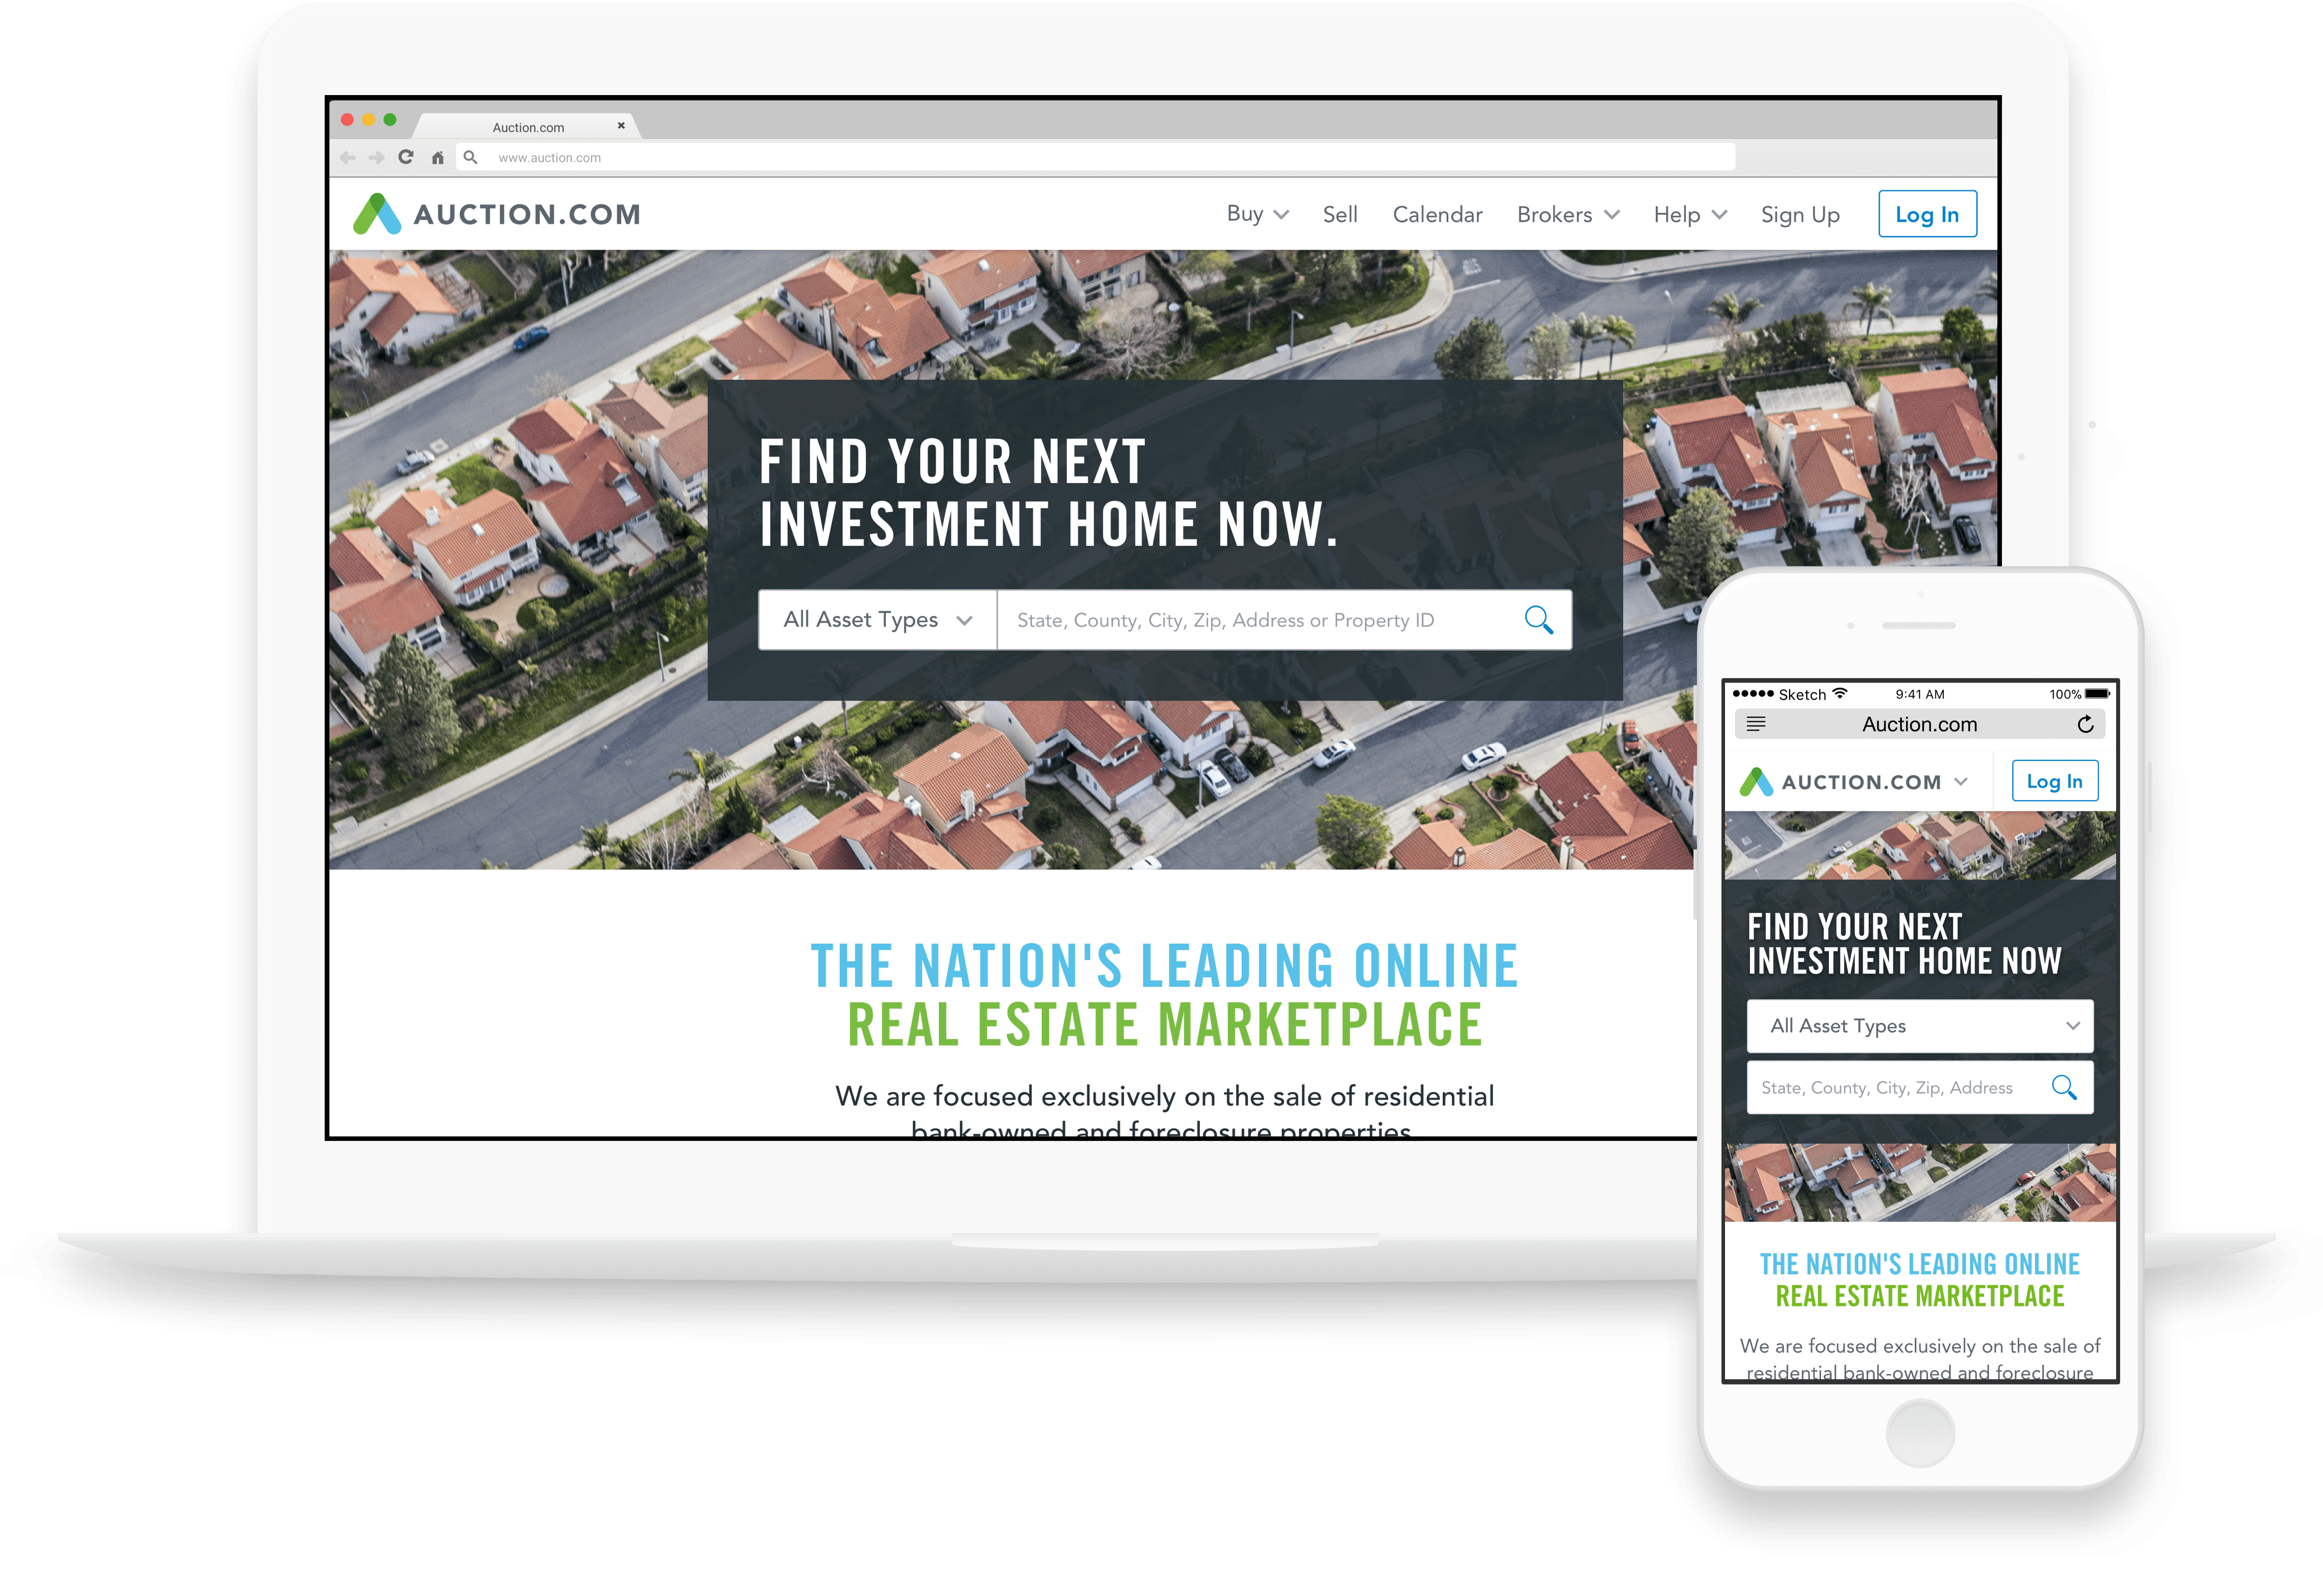 Auction.com
www.auction.com
AUCTION.COM
Buy Sell Calendar Brokers Help Sign Up Log In
FIND YOUR NEXT
INVESTMENT HOME NOW.
All Asset Types State, County, City, Zip, Address or Property ID
THE NATION'S LEADING ONLINE
REAL ESTATE MARKETPLACE
We are focused exclusively on the sale of residential
bank-owned and foreclosure properties
Sketch 9:41 AM 100%
Auction.com
AUCTION.COM Log In
FIND YOUR NEXT
INVESTMENT HOME NOW
All Asset Types
State, County, City, Zip, Address
THE NATION'S LEADING ONLINE
REAL ESTATE MARKETPLACE
We are focused exclusively on the sale of
residential bank-owned and foreclosure